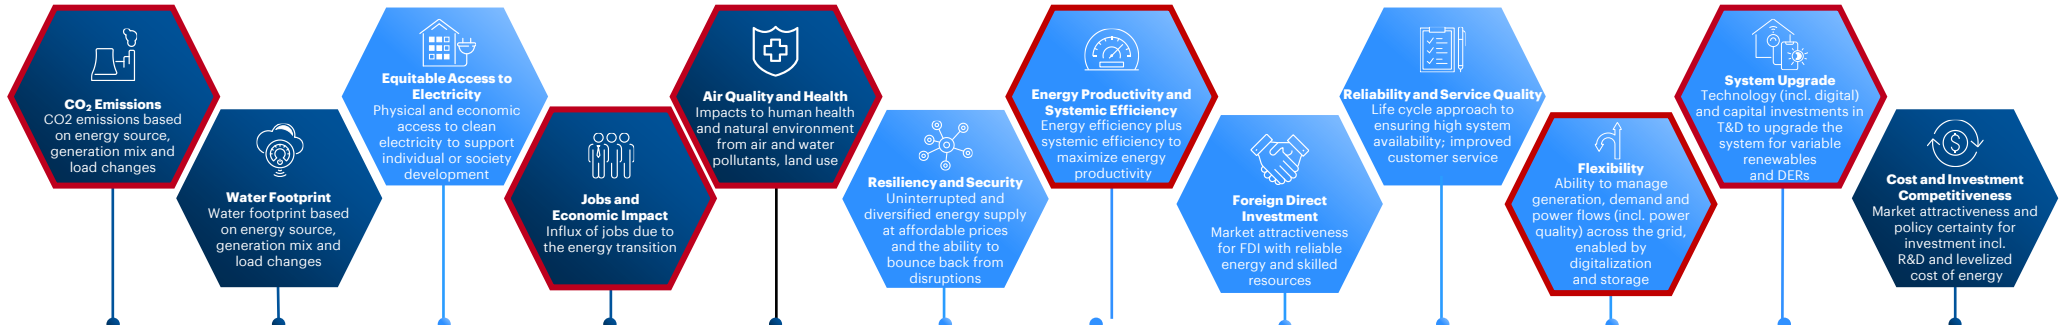 CO₂ Emissions
CO2 emissions based
on energy source,
generation mix and
load changes
Water Footprint
Water footprint based
on energy source,
generation mix and
load changes
Equitable Access to
Electricity
Physical and economic
access to clean
electricity to support
individual or society
development
Jobs and
Economic Impact
Influx of jobs due to
the energy transition
Air Quality and Health
Impacts to human health
and natural environment
from air and water
pollutants, land use
Resiliency and Security
Uninterrupted and
diversified energy supply
at affordable prices
and the ability to
bounce back from
disruptions
Energy Productivity and
Systemic Efficiency
Energy efficiency plus
systemic efficiency to
maximize energy
productivity
Foreign Direct
Investment
Market attractiveness
for FDI with reliable
energy and skilled
resources
Reliability and Service Quality
Life cycle approach to
ensuring high system
availability; improved
customer service
Flexibility
Ability to manage
generation, demand and
power flows (incl. power
quality) across the grid,
enabled by
digitalization
and storage
System Upgrade
Technology (incl. digital)
and capital investments in
T&D to upgrade the
system for variable
renewables
and DERs
Cost and Investment
Competitiveness
Market attractiveness and
policy certainty for
investment incl.
R&D and levelized
cost of energy